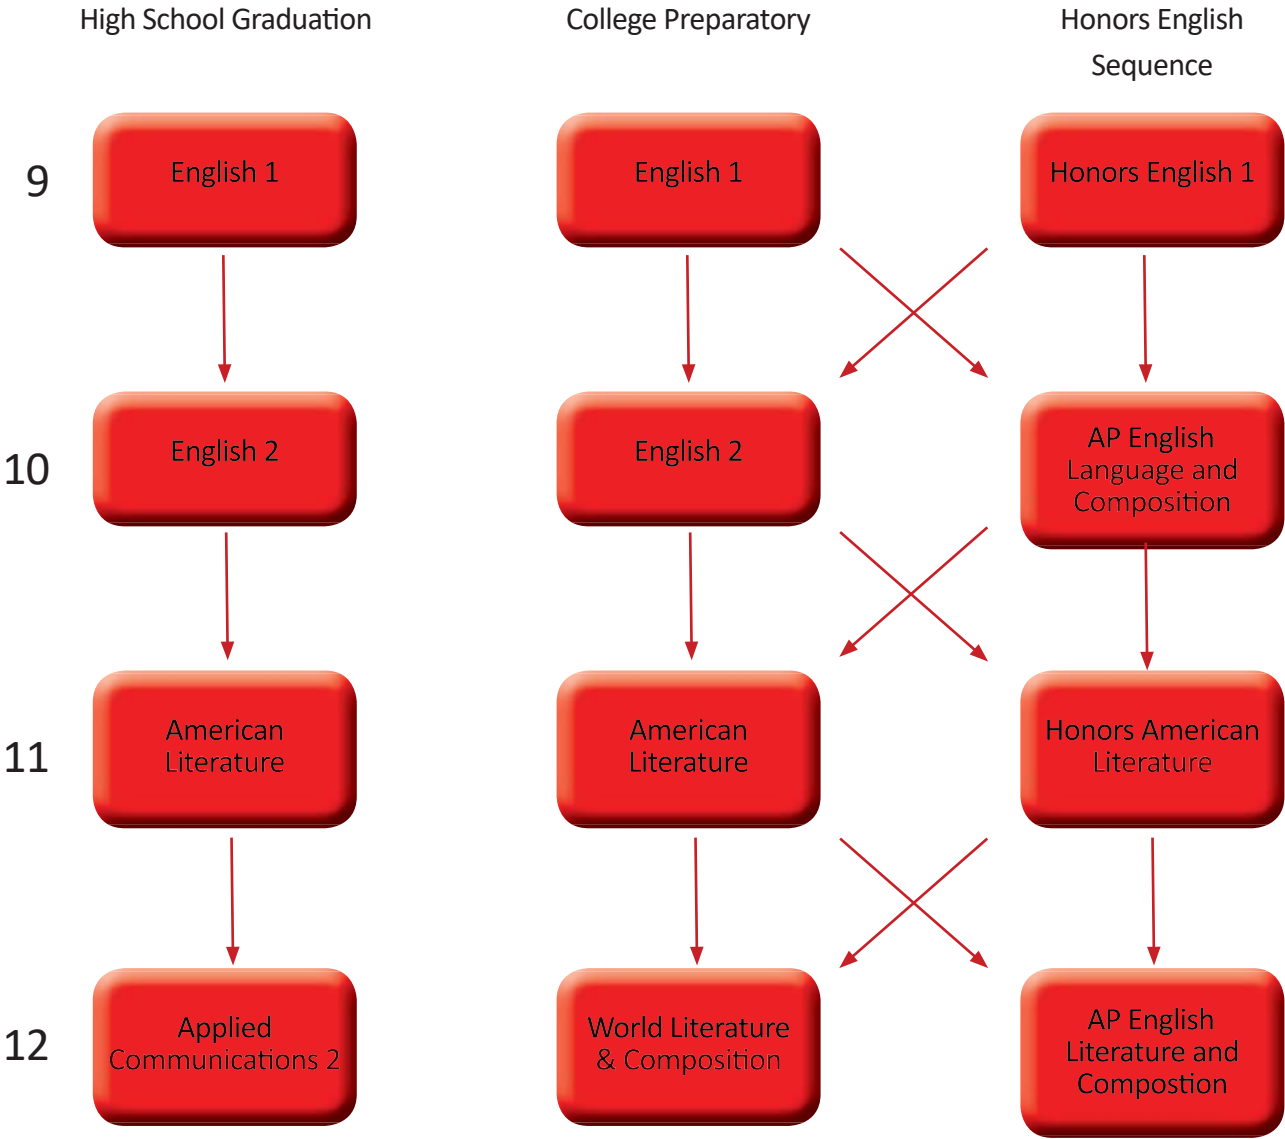 High School Graduation
College Preparatory
Honors English
Sequence
9
English 1
English 1
Honors English 1
10
English 2
English 2
AP English
Language and
Composition
11
American
Literature
American
Literature
Honors American
Literature
12
Applied
Communications 2
World Literature
& Composition
AP English
Literature and
Compostion